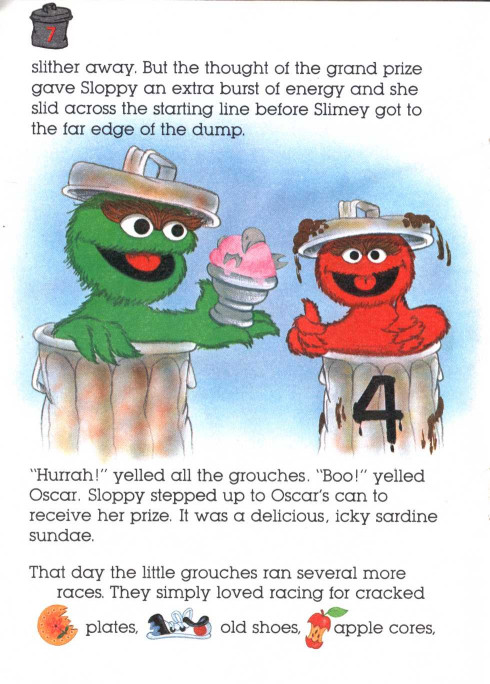 7
slither away. But the thought of the grand prize
gave Sloppy an extra burst of energy and she
slid across the starting line before Slimey got to
the far edge of the dump.
4
"Hurrah!" yelled all the grouches. "Boo!" yelled
Oscar. Sloppy stepped up to Oscar's can to
receive her prize. It was a delicious, icky sardine
sundae.
That day the little grouches ran several more
races. They simply loved racing for cracked
plates, old shoes, apple cores,